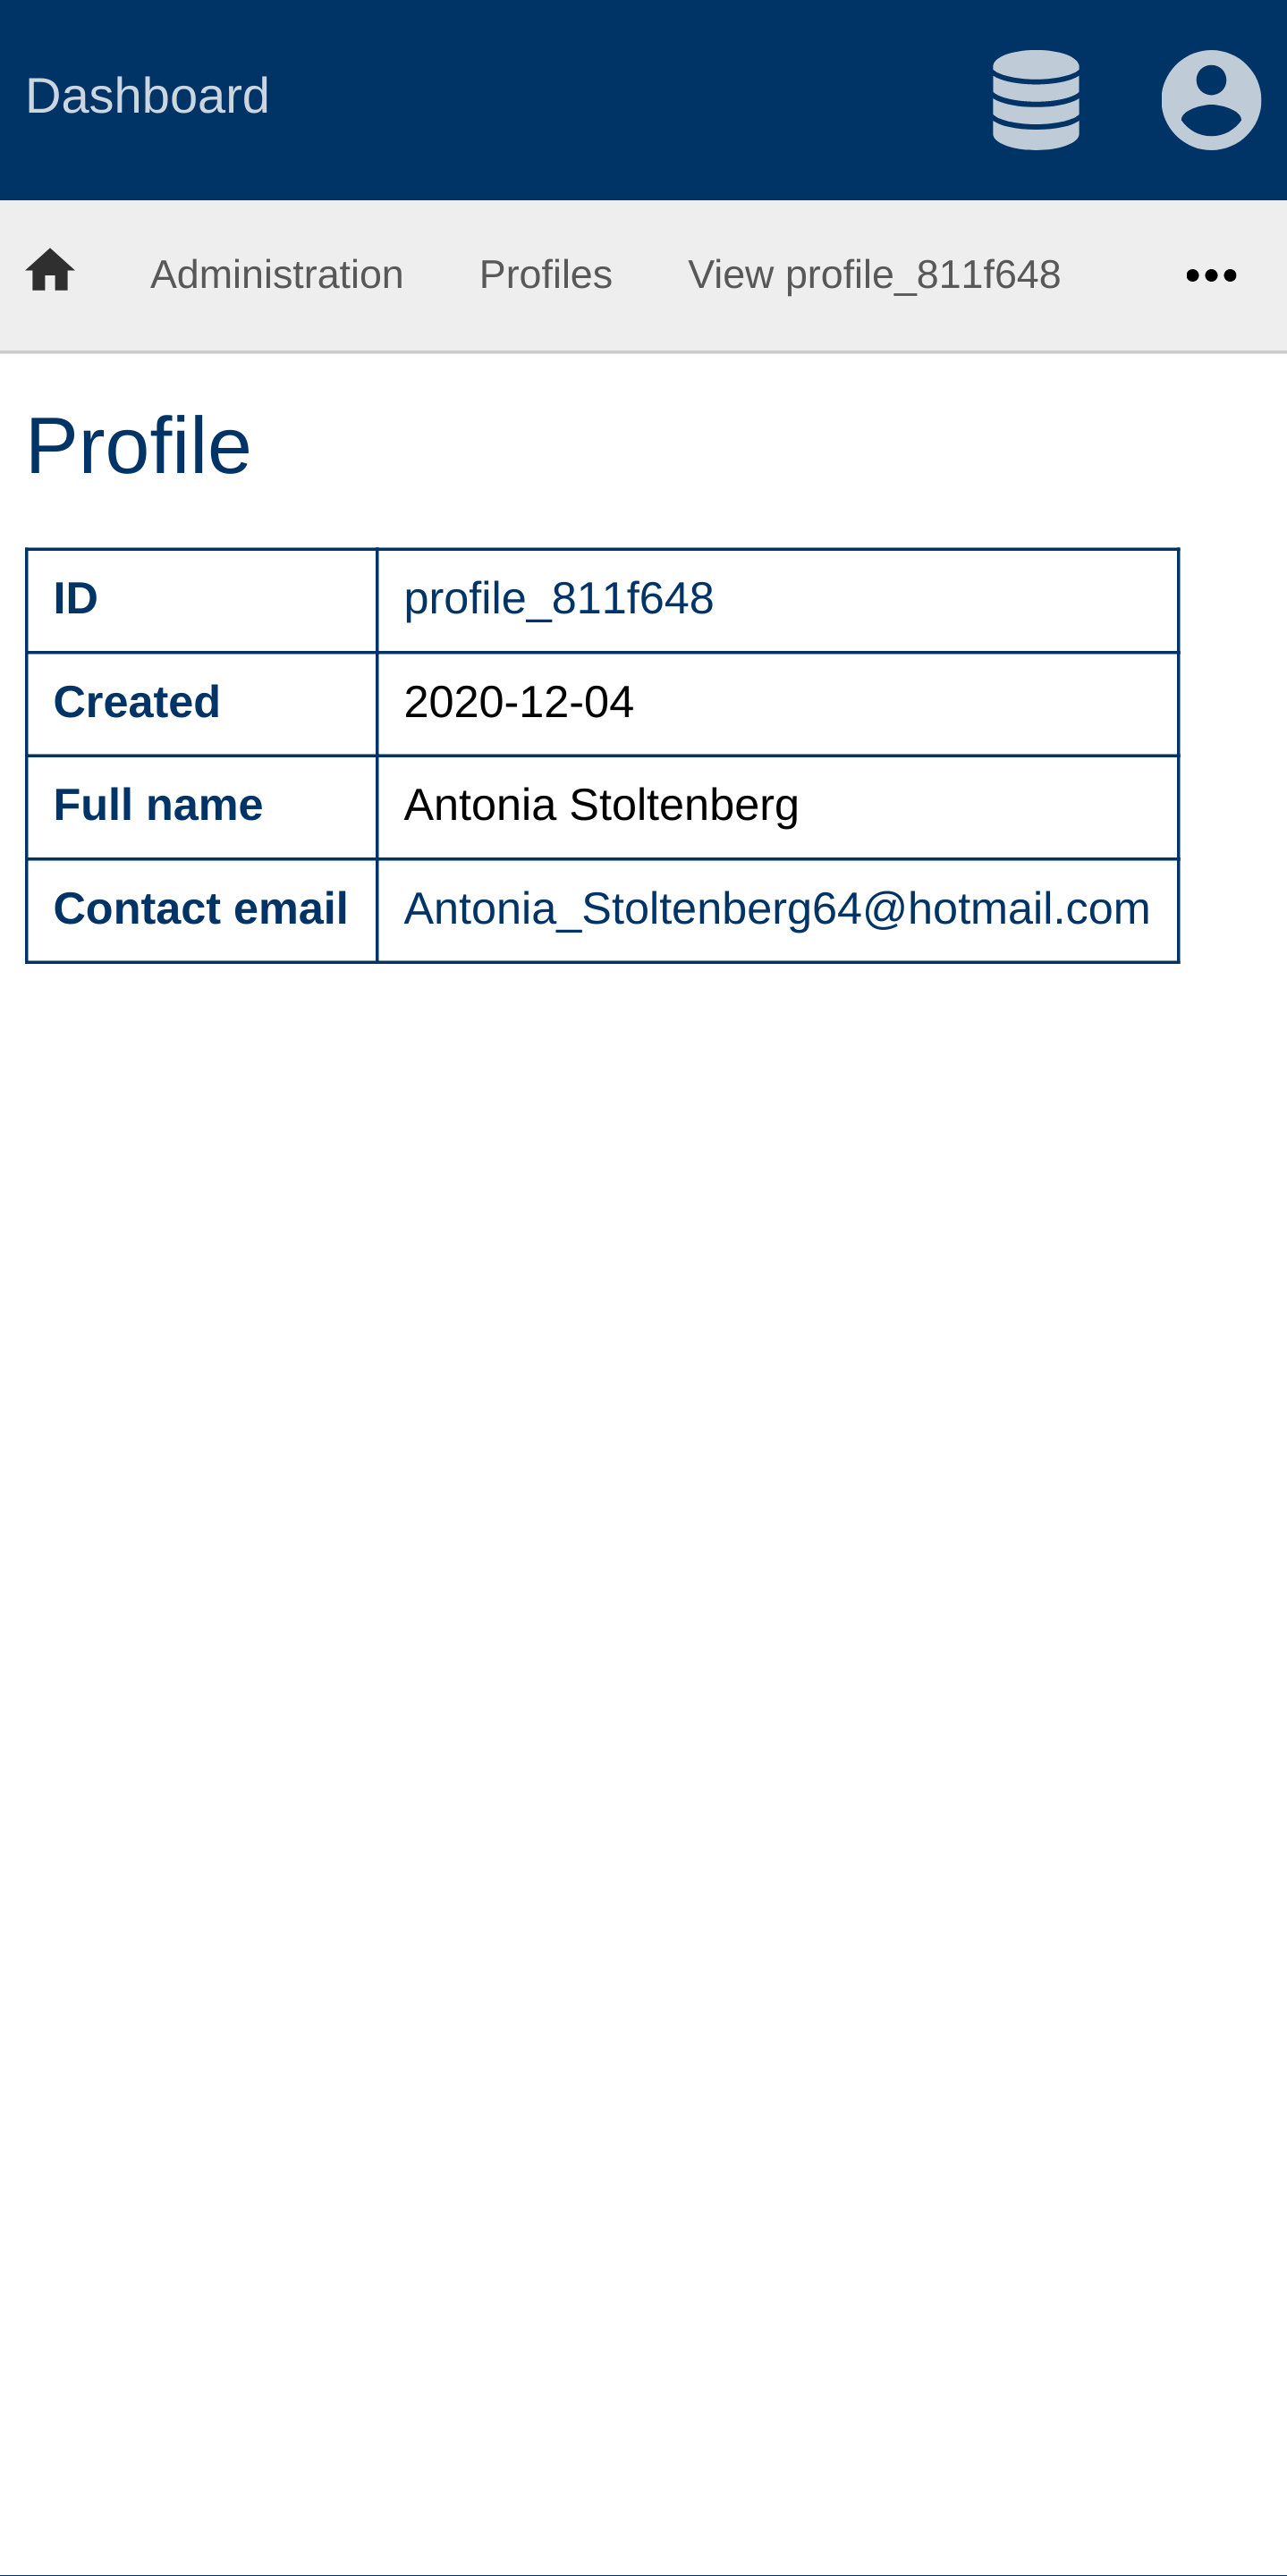 Dashboard
Administration Profiles View profile_811f648
Profile
ID profile_811f648
Created 2020-12-04
Full name Antonia Stoltenberg
Contact email Antonia_Stoltenberg64@hotmail.com